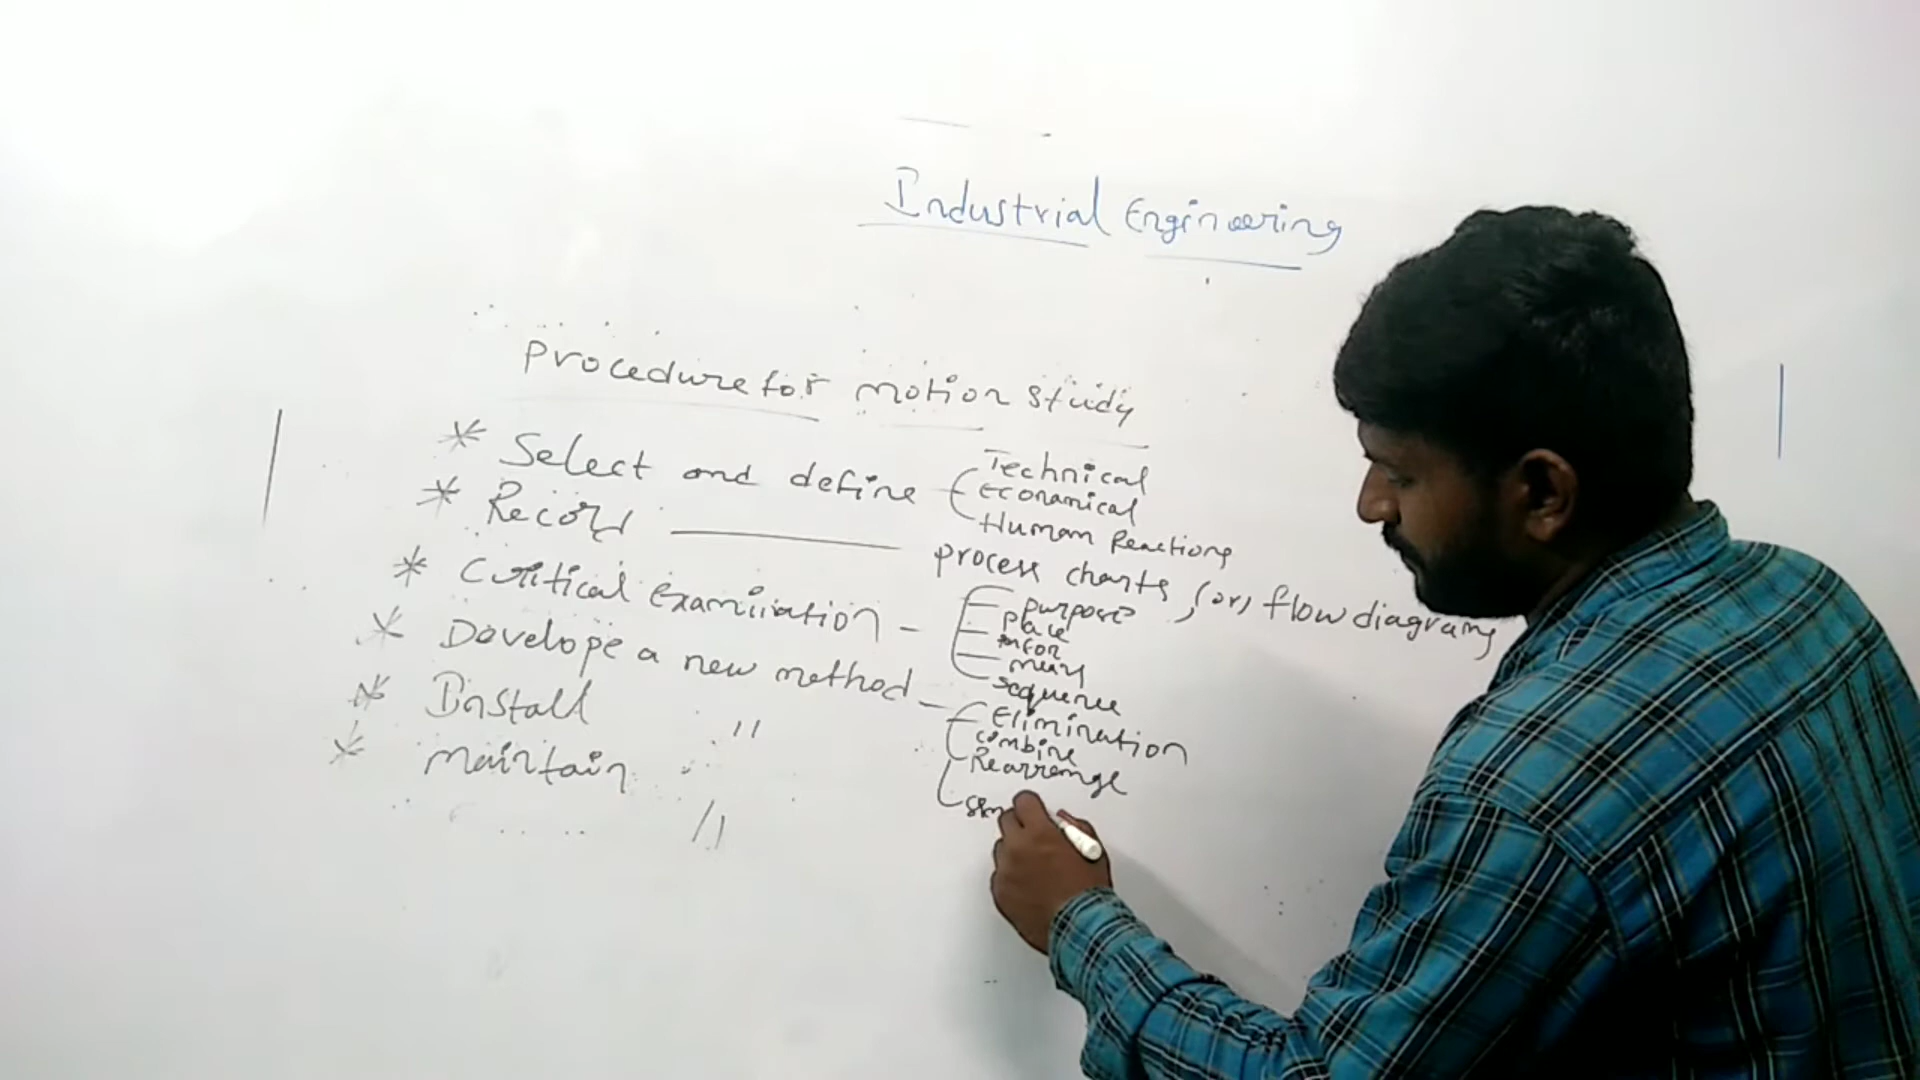 Industrial Engineering
Procedure for motion study
* Select and define
Technical
Economical
Human Reactions
* Record
process charts, (or) flow diagrams
* Critical Examination -
purpose
place
means
sequence
* Develope a new method -
Elimination
combine
Rearrange
* Install "
* maintain "